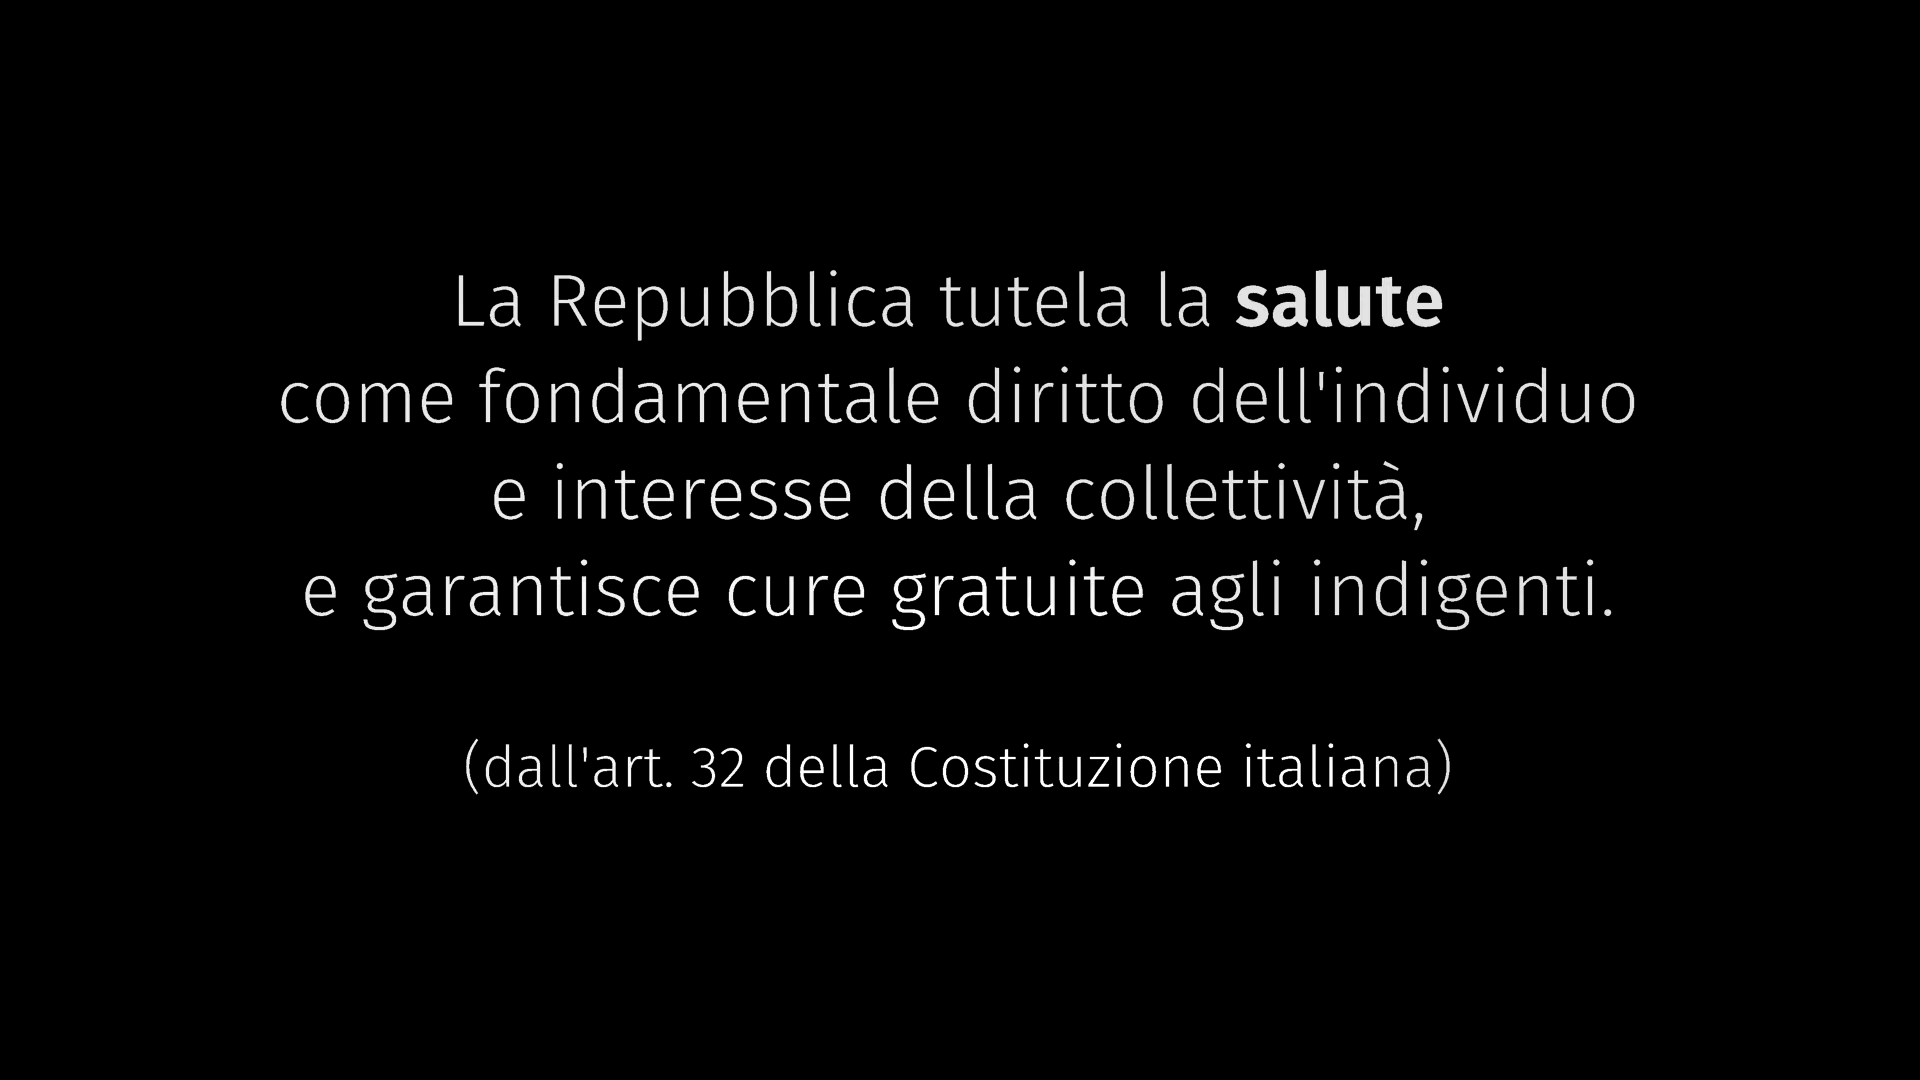 La Repubblica tutela la salute
come fondamentale diritto dell'individuo
e interesse della collettività,
e garantisce cure gratuite agli indigenti.
(dall'art. 32 della Costituzione italiana)